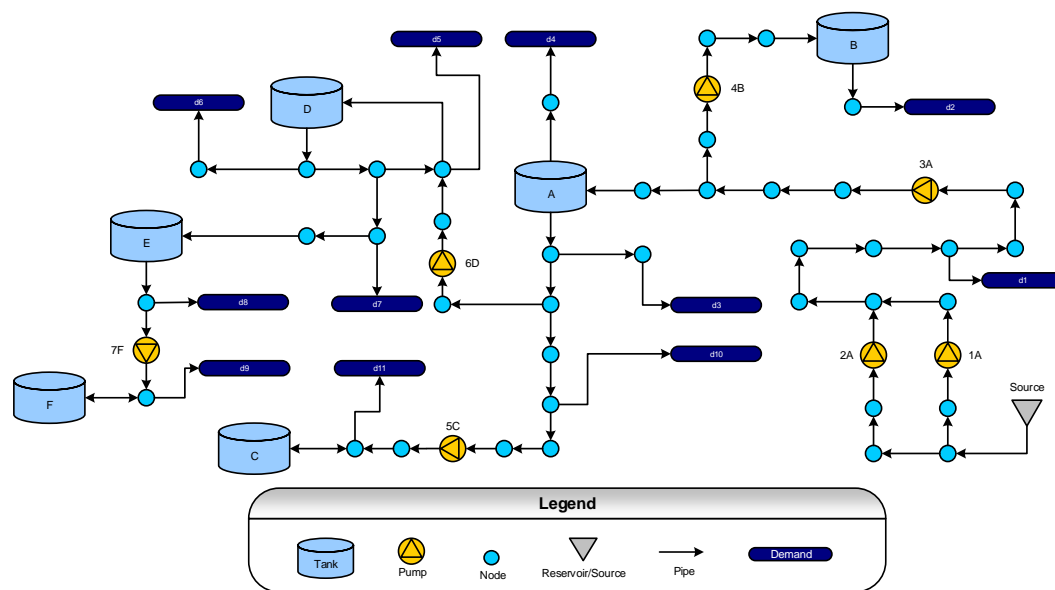 d5
d4
B
4B
d6
D
d2
3A
A
E
6D
d1
d8
d7
d3
7F
d9
d11
d10
2A
1A
Source
F
5C
C
Legend
Tank
Pump
Node
Reservoir/Source
Pipe
Demand